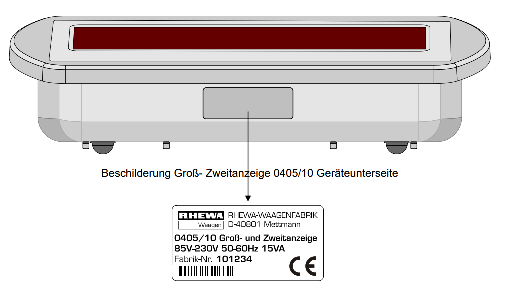 Beschilderung Groß- Zweitanzeige 0405/10 Geräteunterseite
RHEWA RHEWA-WAAGENFABRIK
Waagen D-40801 Mettmann
0405/10 Groß- und Zweitanzeige
85V-230V 50-60Hz 15VA
Fabrik-Nr. 101234
CE